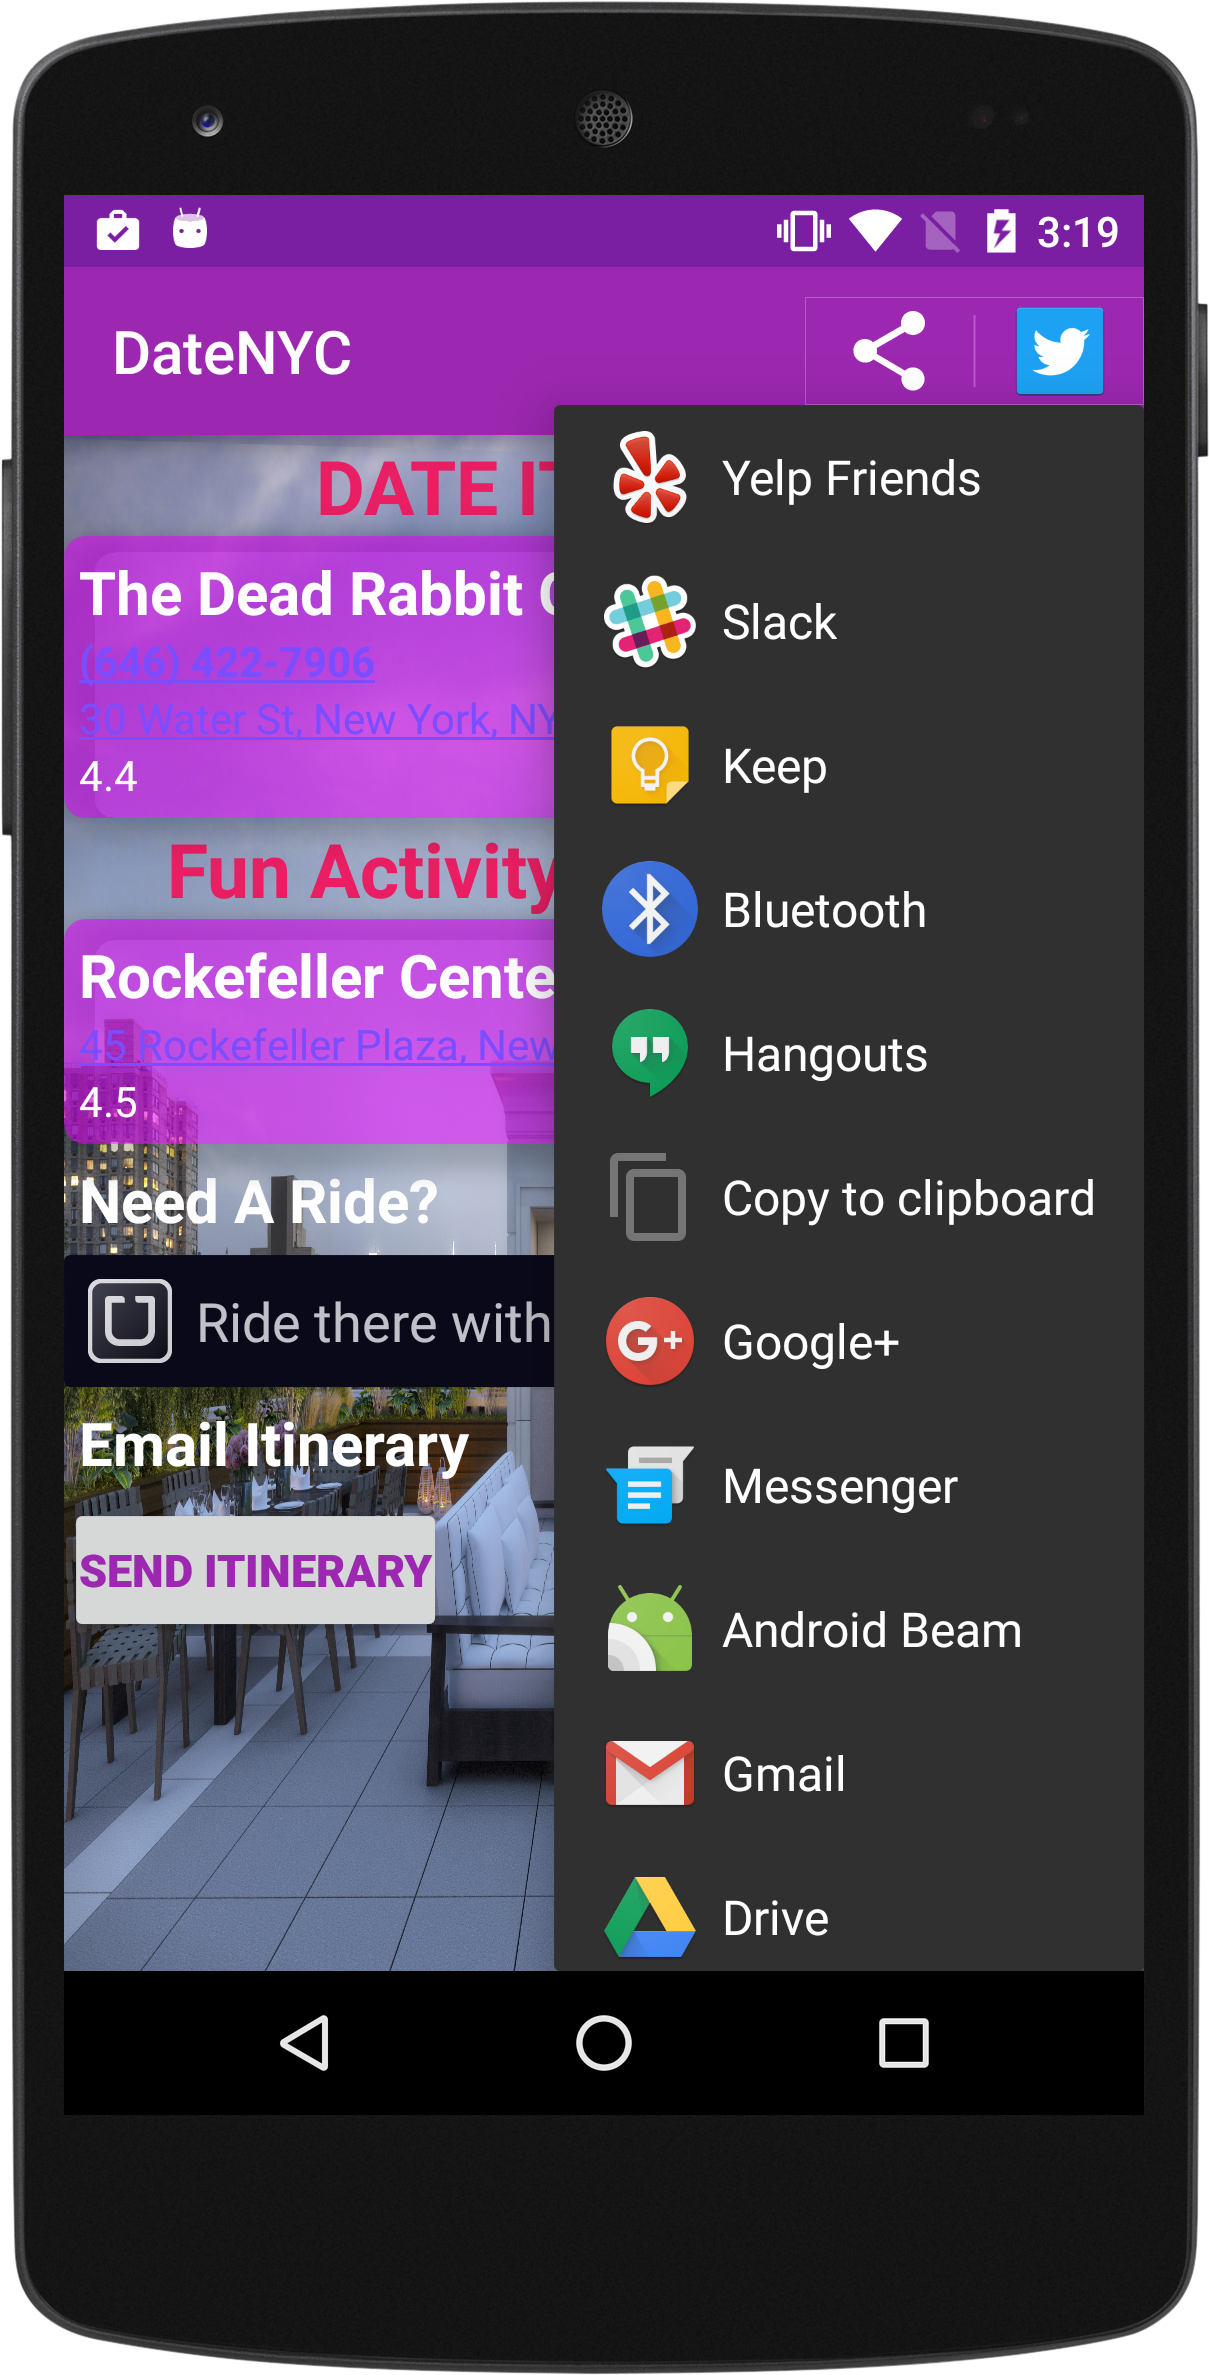 3:19
DateNYC
DATE IT
The Dead Rabbit
(646) 422-7906
30 Water St, New York, NY
4.4
Fun Activity
Rockefeller Cente
45 Rockefeller Plaza, New
4.5
Need A Ride?
Ride there with
Email Itinerary
SEND ITINERARY
Yelp Friends
Slack
Keep
Bluetooth
Hangouts
Copy to clipboard
G+ Google+
Messenger
Android Beam
Gmail
Drive